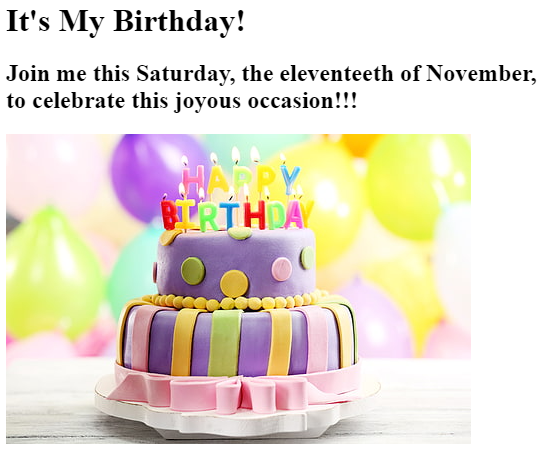 It's My Birthday!
Join me this Saturday, the eleventeeth of November,
to celebrate this joyous occasion!!!
HAPPY
BIRTHDAY